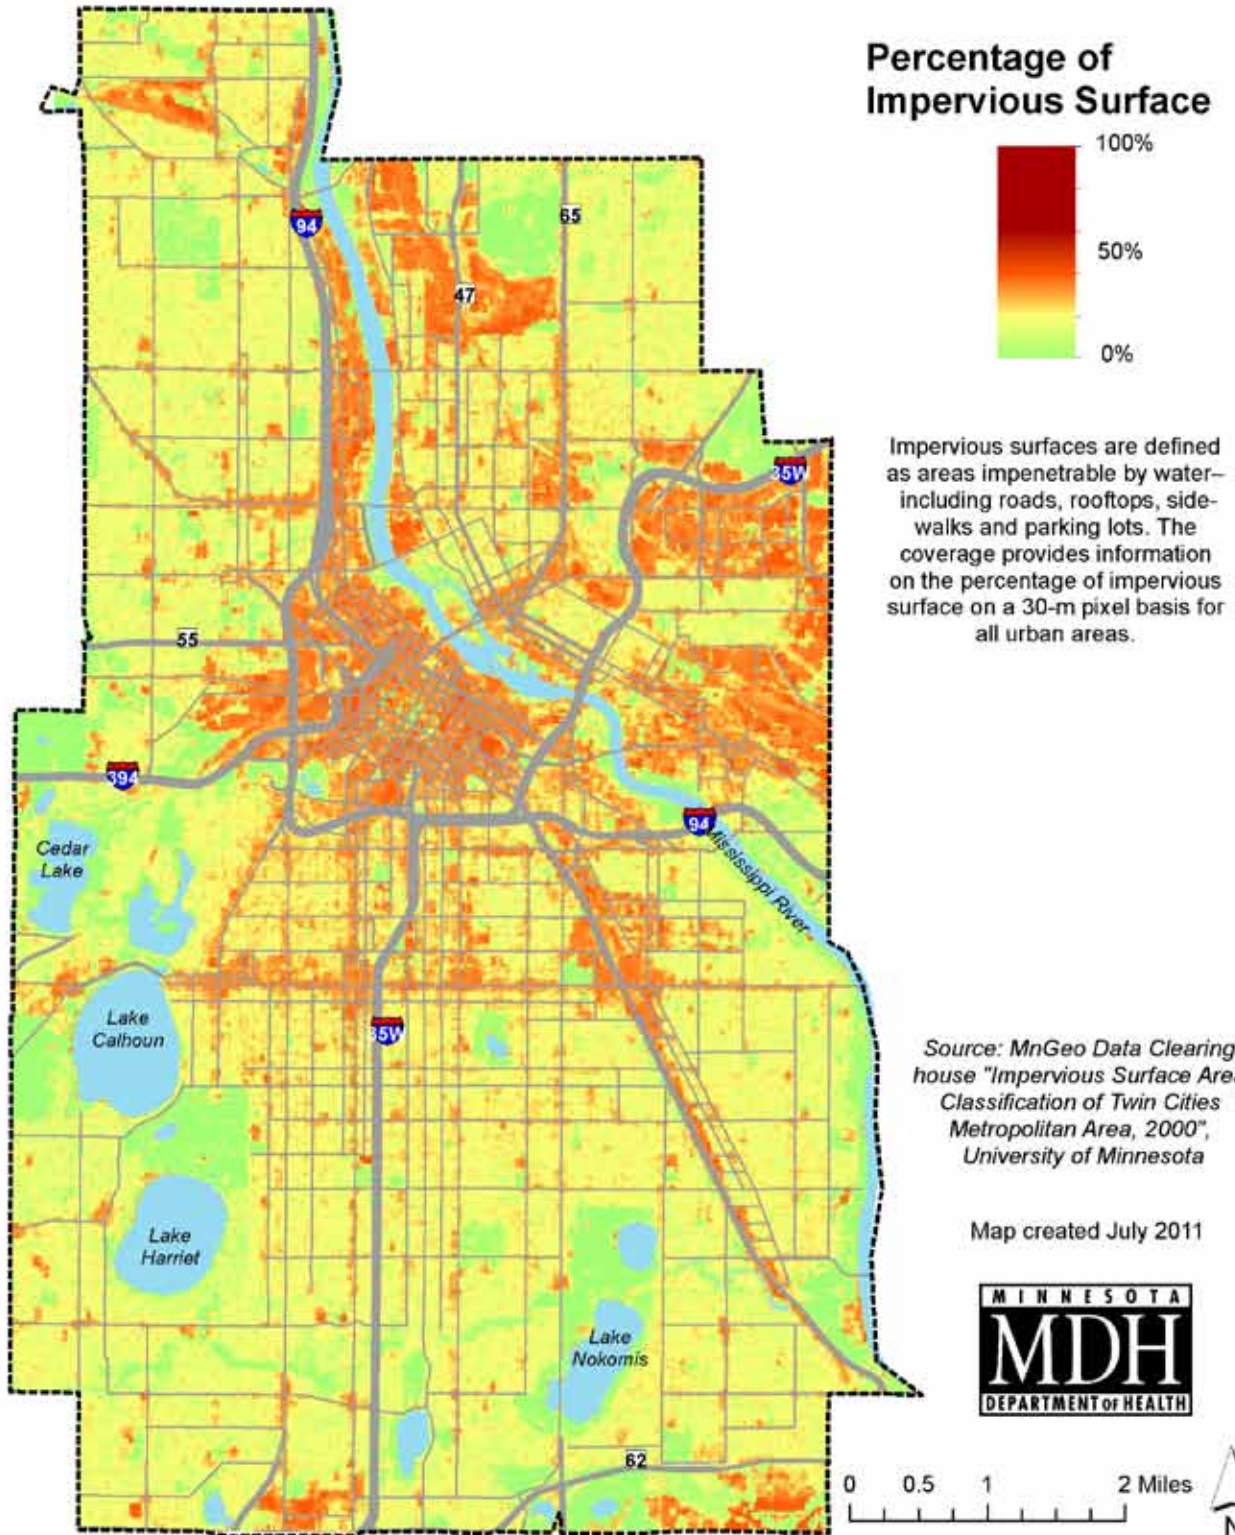 Percentage of
Impervious Surface
100%
50%
0%
Impervious surfaces are defined
as areas impenetrable by water–
including roads, rooftops, side-
walks and parking lots. The
coverage provides information
on the percentage of impervious
surface on a 30-m pixel basis for
all urban areas.
94
65
47
35W
55
394
94
Mississippi River
Cedar
Lake
Lake
Calhoun
35W
Lake
Harriet
Lake
Nokomis
62
Source: MnGeo Data Clearing
house "Impervious Surface Area
Classification of Twin Cities
Metropolitan Area, 2000",
University of Minnesota
Map created July 2011
MINNESOTA
MDH
DEPARTMENT OF HEALTH
0 0.5 1 2 Miles
N